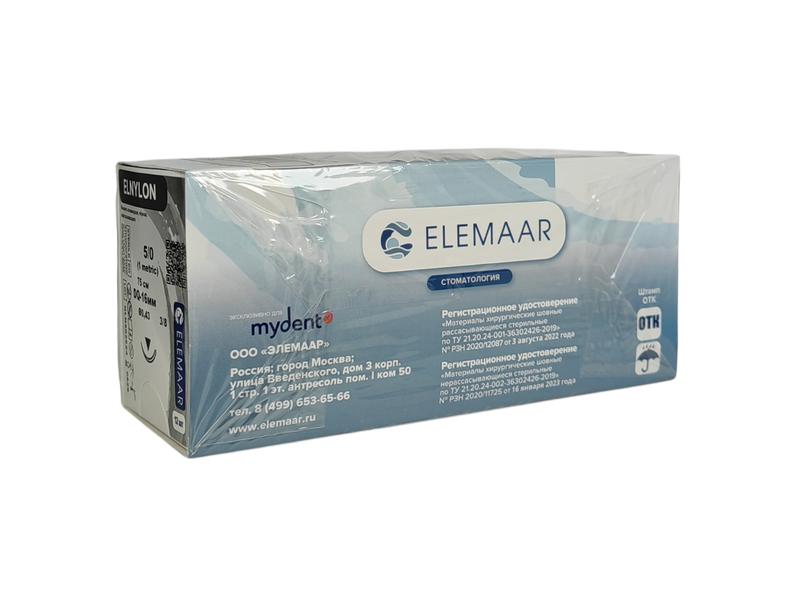 ELNYLON
5/0
(1 metric)
75 см
DQ-16мм
3/8
ELEMAAR
12 шт
ELEMAAR
СТОМАТОЛОГИЯ
ЭКСКЛЮЗИВНО ДЛЯ
mydent
ООО «ЭЛЕМААР»
Россия; город Москва;
улица Введенского, дом 3 корп.
1 стр. 1 эт. антресоль пом. I ком 50
тел. 8 (499) 653-65-66
www.elemaar.ru
Регистрационное удостоверение
«Материалы хирургические шовные
рассасывающиеся стерильные
по ТУ 21.20.24-001-36302426-2019»
№ РЗН 2020/12087 от 3 августа 2022 года
Регистрационное удостоверение
«Материалы хирургические шовные
нерассасывающиеся стерильные
по ТУ 21.20.24-002-36302426-2019»
№ РЗН 2020/11725 от 16 января 2023 года
Штамп
ОТК
ОТК